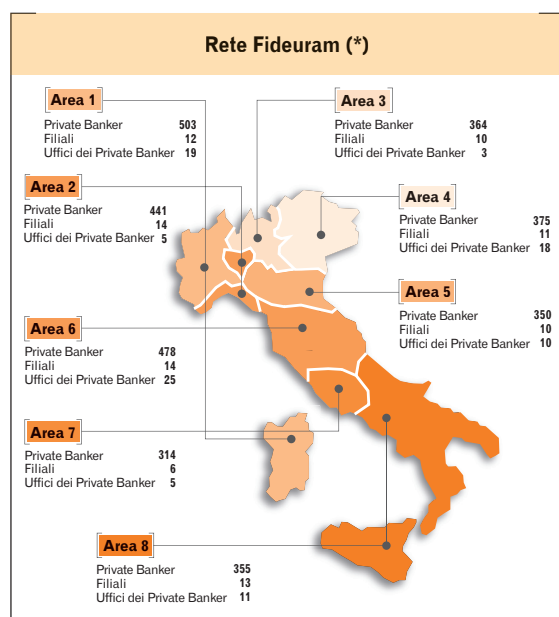 Rete Fideuram (*)
Area 1
Private Banker 503
Filiali 12
Uffici dei Private Banker 19
Area 3
Private Banker 364
Filiali 10
Uffici dei Private Banker 3
Area 2
Private Banker 441
Filiali 14
Uffici dei Private Banker 5
Area 4
Private Banker 375
Filiali 11
Uffici dei Private Banker 18
Area 5
Private Banker 350
Filiali 10
Uffici dei Private Banker 10
Area 6
Private Banker 478
Filiali 14
Uffici dei Private Banker 25
Area 7
Private Banker 314
Filiali 6
Uffici dei Private Banker 5
Area 8
Private Banker 355
Filiali 13
Uffici dei Private Banker 11